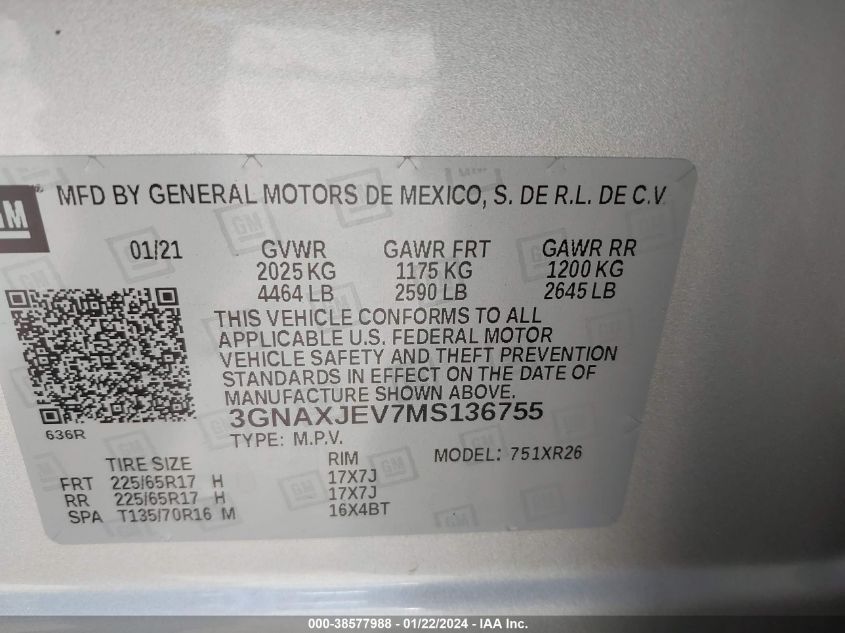 GM
MFD BY GENERAL MOTORS DE MEXICO, S. DE R.L. DE C.V
01/21 GVWR GAWR FRT GAWR RR
2025 KG 1175 KG 1200 KG
4464 LB 2590 LB 2645 LB
THIS VEHICLE CONFORMS TO ALL
APPLICABLE U.S. FEDERAL MOTOR
VEHICLE SAFETY AND THEFT PREVENTION
STANDARDS IN EFFECT ON THE DATE OF
MANUFACTURE SHOWN ABOVE.
3GNAXJEV7MS136755
636R
TYPE: M.P.V.
TIRE SIZE RIM MODEL: 751XR26
FRT 225/65R17 H 17X7J
RR 225/65R17 H 17X7J
SPA T135/70R16 M 16X4BT
000-38577988 - 01/22/2024 - IAA Inc.